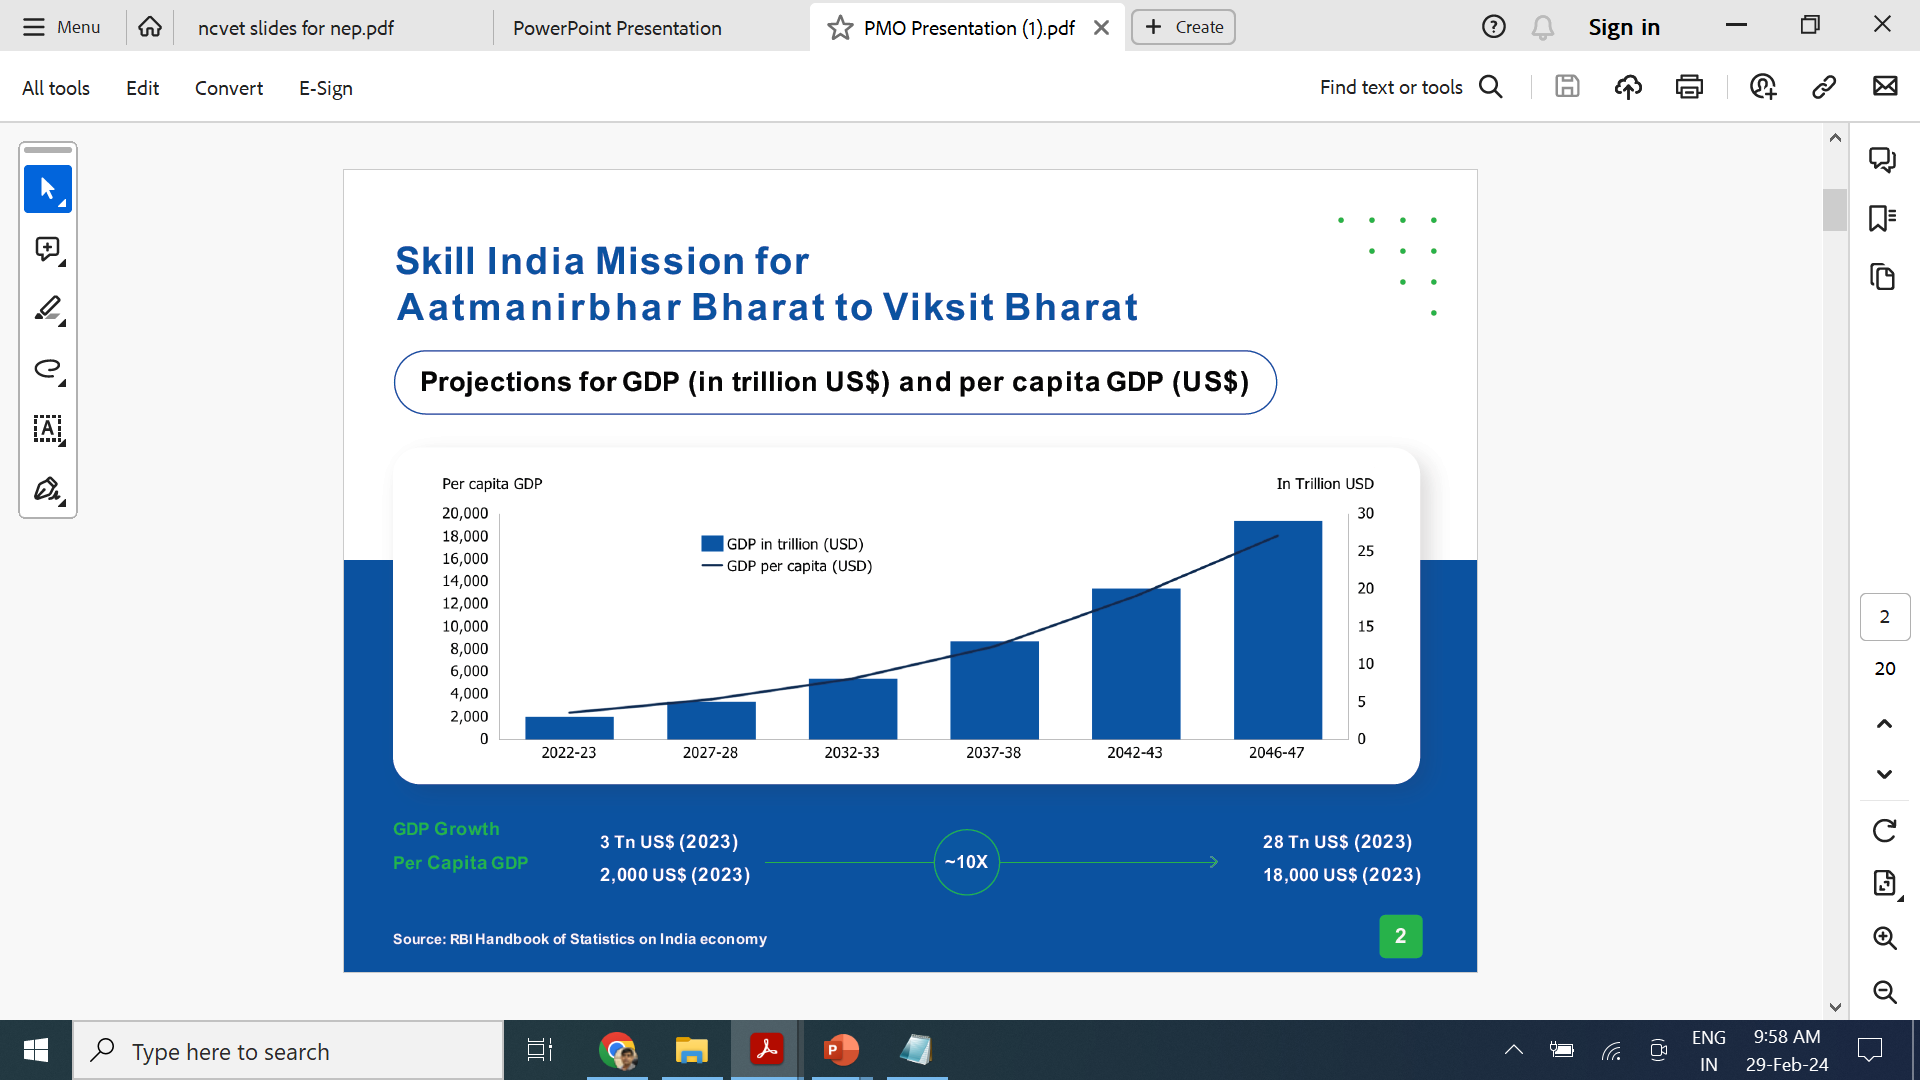 Menu
ncvet slides for nep.pdf
PowerPoint Presentation
PMO Presentation (1).pdf
Create
Sign in
All tools
Edit
Convert
E-Sign
Find text or tools
Skill India Mission for
Aatmanirbhar Bharat to Viksit Bharat
Projections for GDP (in trillion US$) and per capita GDP (US$)
Per capita GDP
In Trillion USD
20,000
18,000
16,000
14,000
12,000
10,000
8,000
6,000
4,000
2,000
0
GDP in trillion (USD)
GDP per capita (USD)
30
25
20
15
10
5
0
2022-23 2027-28 2032-33 2037-38 2042-43 2046-47
GDP Growth
Per Capita GDP
3 Tn US$ (2023)
2,000 US$ (2023)
~10X
28 Tn US$ (2023)
18,000 US$ (2023)
Source: RBI Handbook of Statistics on India economy
2
2
20
Type here to search
P
ENG
IN
9:58 AM
29-Feb-24